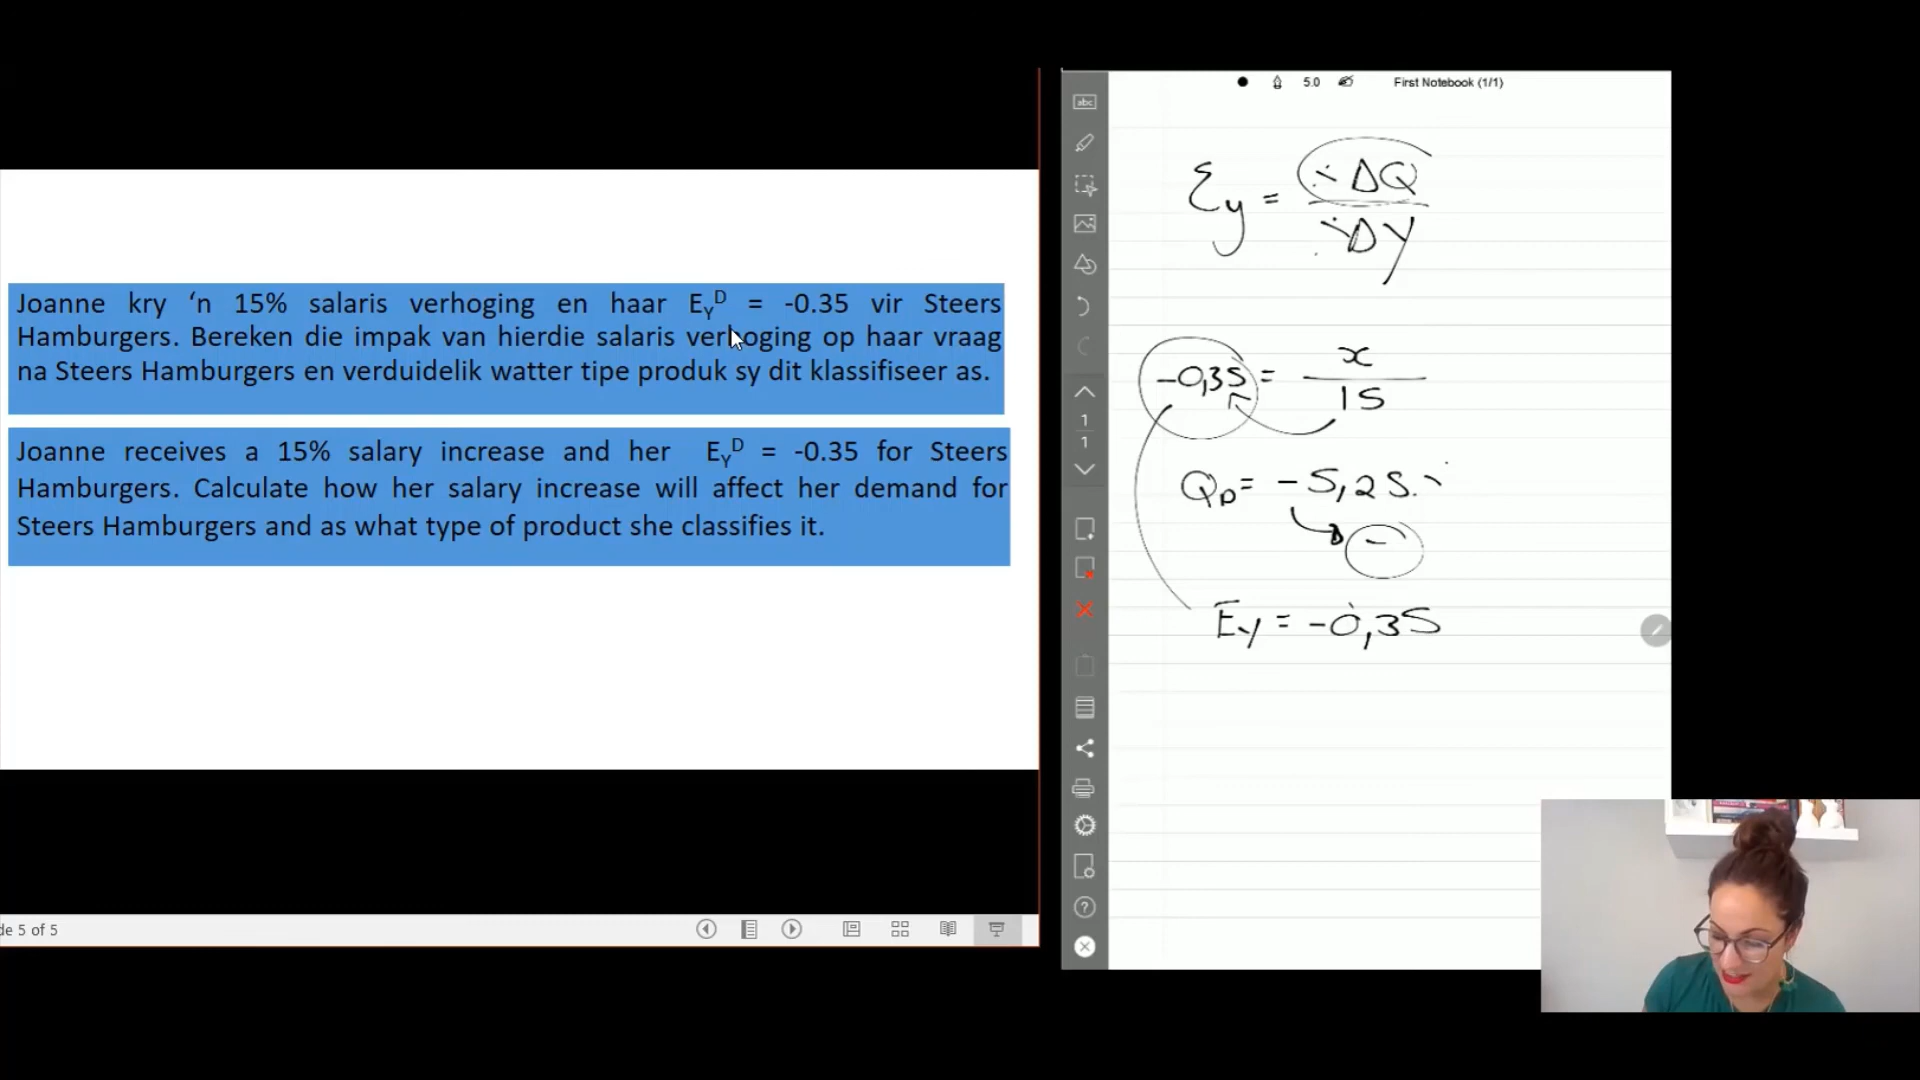 Joanne kry ‘n 15% salaris verhoging en haar EYD = -0.35 vir Steers
Hamburgers. Bereken die impak van hierdie salaris verhoging op haar vraag
na Steers Hamburgers en verduidelik watter tipe produk sy dit klassifiseer as.
Joanne receives a 15% salary increase and her EYD = -0.35 for Steers
Hamburgers. Calculate how her salary increase will affect her demand for
Steers Hamburgers and as what type of product she classifies it.
de 5 of 5
abc
1
1
?
5.0 First Notebook (1/1)
Ey = % ΔQ
% ΔY
-0,35 = x
15
QD = -5,25 %
-
Ey = -0,35